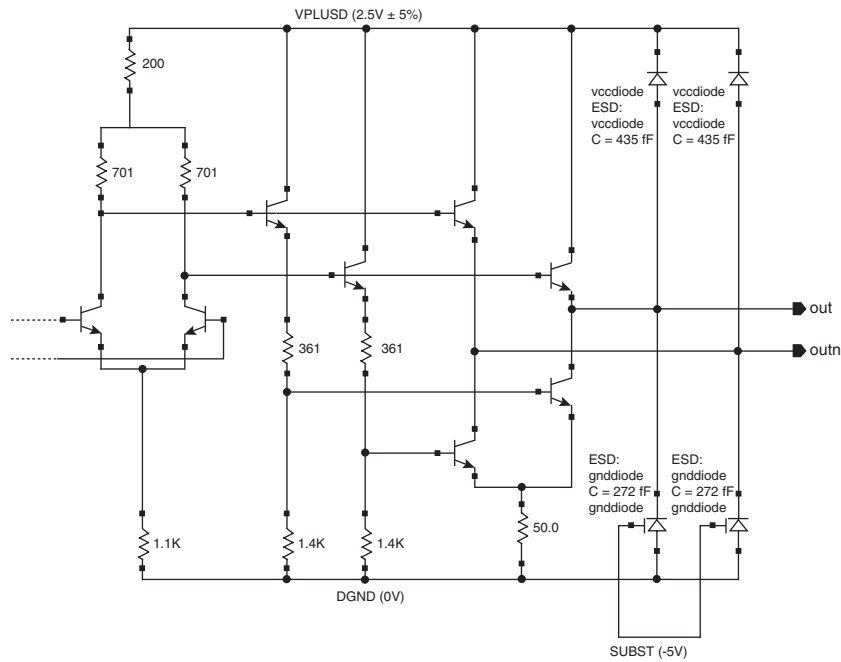 VPLUSD (2.5V ± 5%)
200
701
701
vccdiode
ESD:
vccdiode
C = 435 fF
vccdiode
ESD:
vccdiode
C = 435 fF
out
361
361
outn
ESD:
gnddiode
C = 272 fF
gnddiode
ESD:
gnddiode
C = 272 fF
gnddiode
1.1K
1.4K
1.4K
50.0
DGND (0V)
SUBST (-5V)